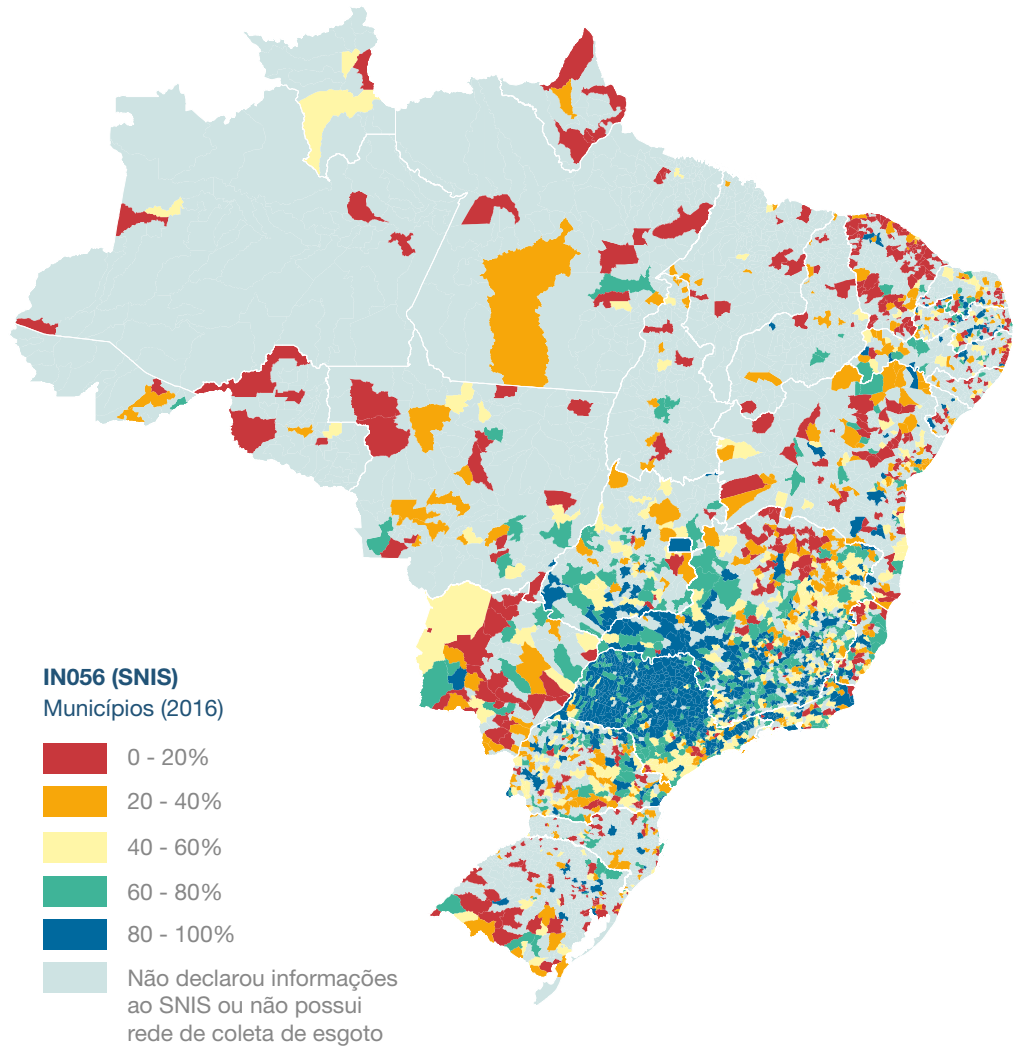 IN056 (SNIS)
Municípios (2016)
0 - 20%
20 - 40%
40 - 60%
60 - 80%
80 - 100%
Não declarou informações
ao SNIS ou não possui
rede de coleta de esgoto